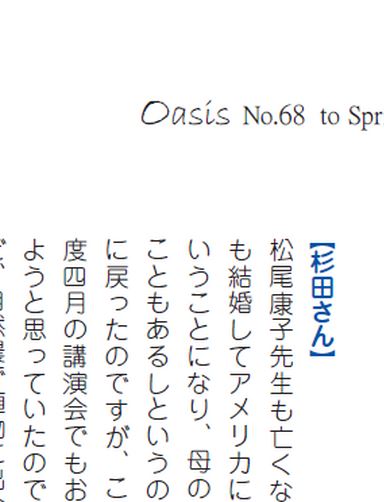 Oasis No.68 to Spr
【杉田さん】
松尾康子先生も亡くな
も結婚してアメリカに
いうことになり、母の
こともあるしというの
に戻ったのですが、こ
度四月の講演会でもお
ようと思っていたので